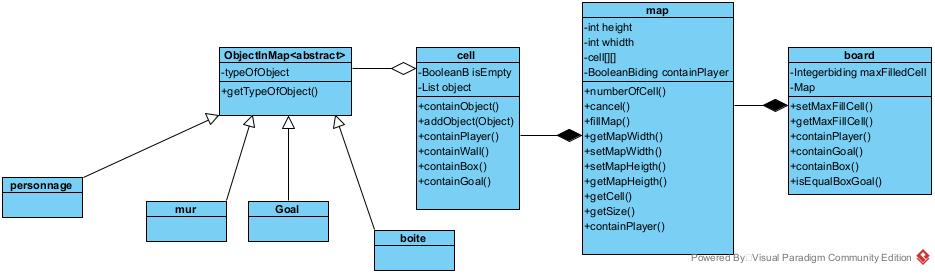 ObjectInMap<abstract>
-typeOfObject
+getTypeOfObject()
cell
-BooleanB isEmpty
-List object
+containObject()
+addObject(Object)
+containPlayer()
+containWall()
+containBox()
+containGoal()
map
-int height
-int whidth
-cell[][]
-BooleanBiding containPlayer
+numberOfCell()
+cancel()
+fillMap()
+getMapWidth()
+setMapWidth()
+setMapHeigth()
+getMapHeigth()
+getCell()
+getSize()
+containPlayer()
board
-Integerbiding maxFilledCell
-Map
+setMaxFillCell()
+getMaxFillCell()
+containPlayer()
+containGoal()
+containBox()
+isEqualBoxGoal()
personnage
mur
Goal
boite
Powered By Visual Paradigm Community Edition